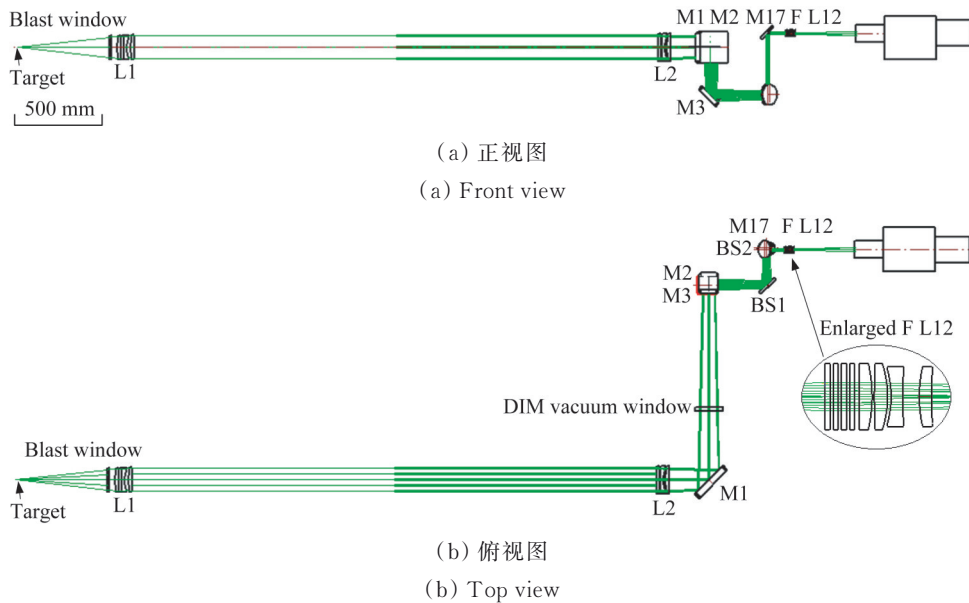 Blast window
M1 M2 M17 F L12
Target
L1
L2
M3
500 mm
(a) 正视图
(a) Front view
M17 F L12
BS2
M2
M3
BS1
Enlarged F L12
DIM vacuum window
Blast window
Target
L1
L2
M1
(b) 俯视图
(b) Top view